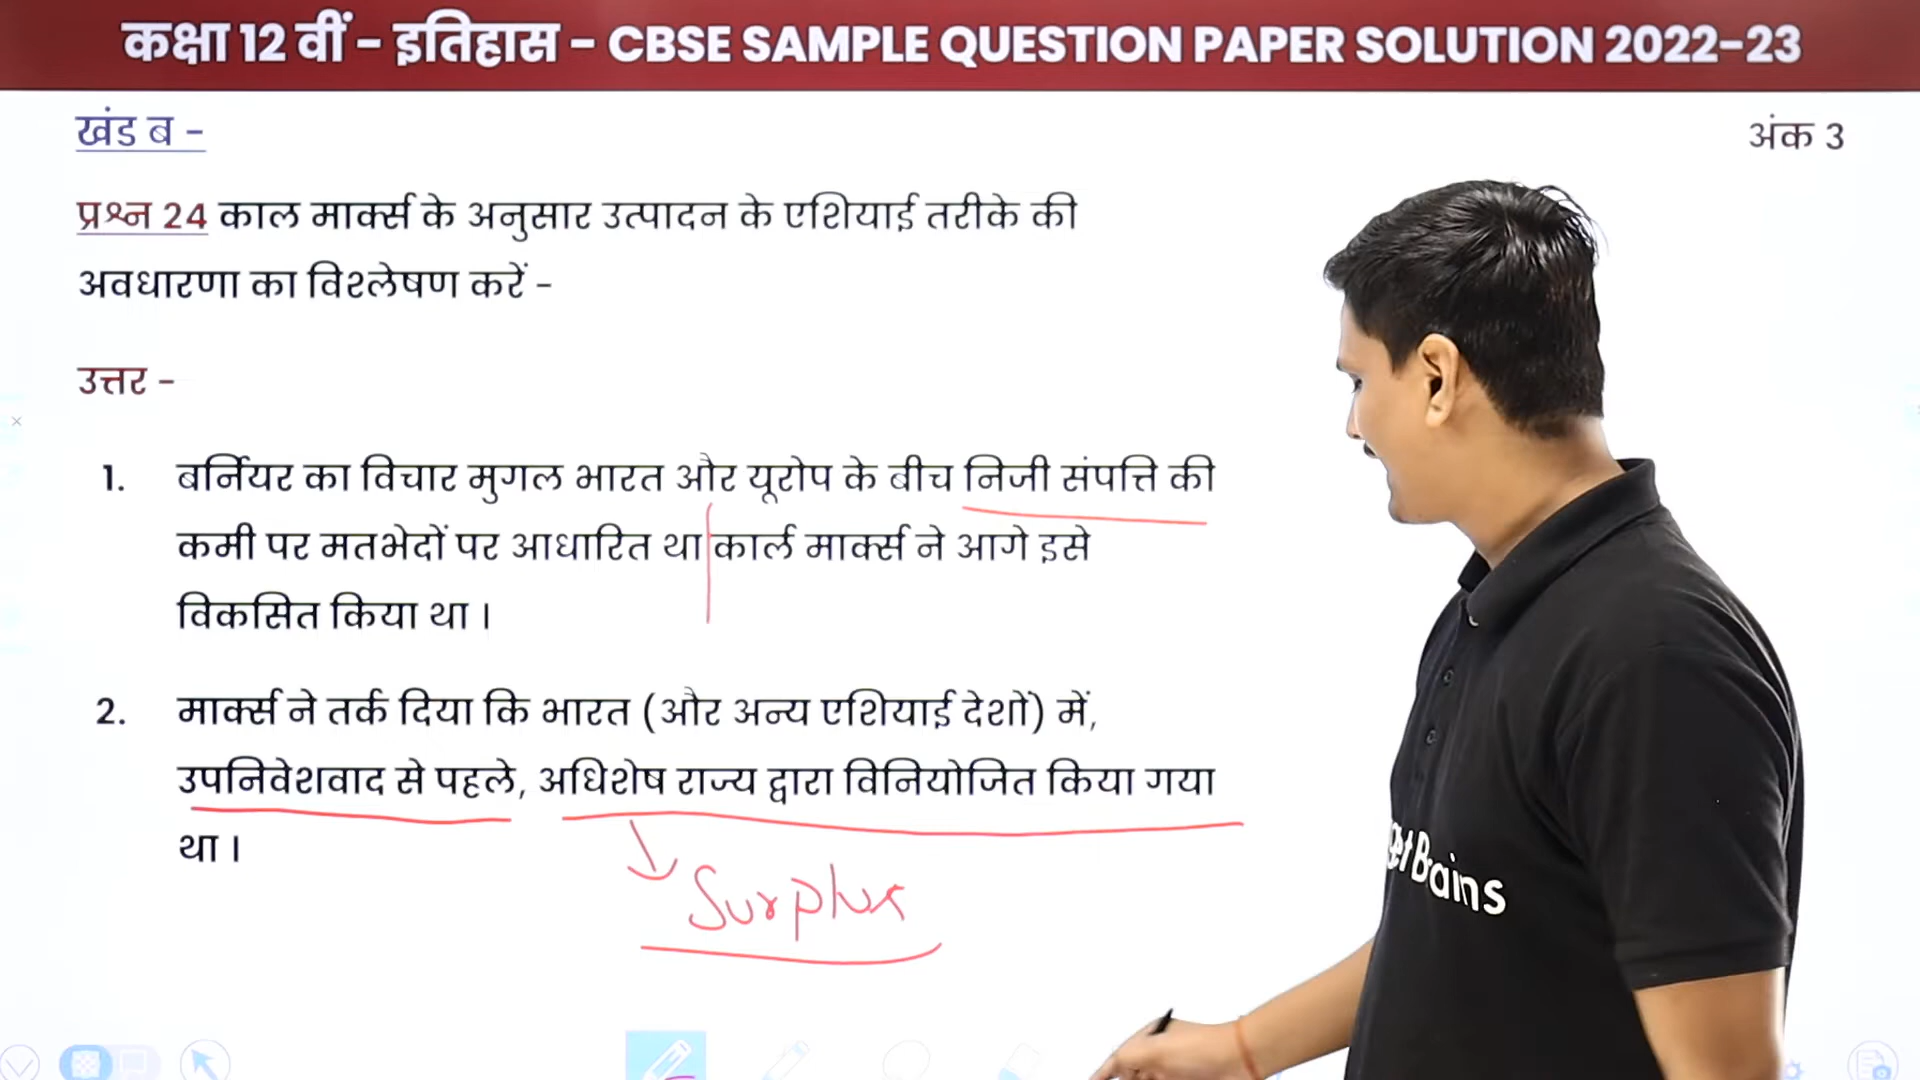 कक्षा 12 वीं - इतिहास - CBSE SAMPLE QUESTION PAPER SOLUTION 2022-23
खंड ब -
अंक 3
प्रश्न 24 काल मार्क्स के अनुसार उत्पादन के एशियाई तरीके की
अवधारणा का विश्लेषण करें -
उत्तर -
1. बर्नियर का विचार मुगल भारत और यूरोप के बीच निजी संपत्ति की
कमी पर मतभेदों पर आधारित था कार्ल मार्क्स ने आगे इसे
विकसित किया था ।
2. मार्क्स ने तर्क दिया कि भारत (और अन्य एशियाई देशों) में,
उपनिवेशवाद से पहले, अधिशेष राज्य द्वारा विनियोजित किया गया
था ।
Surplus
get Brains